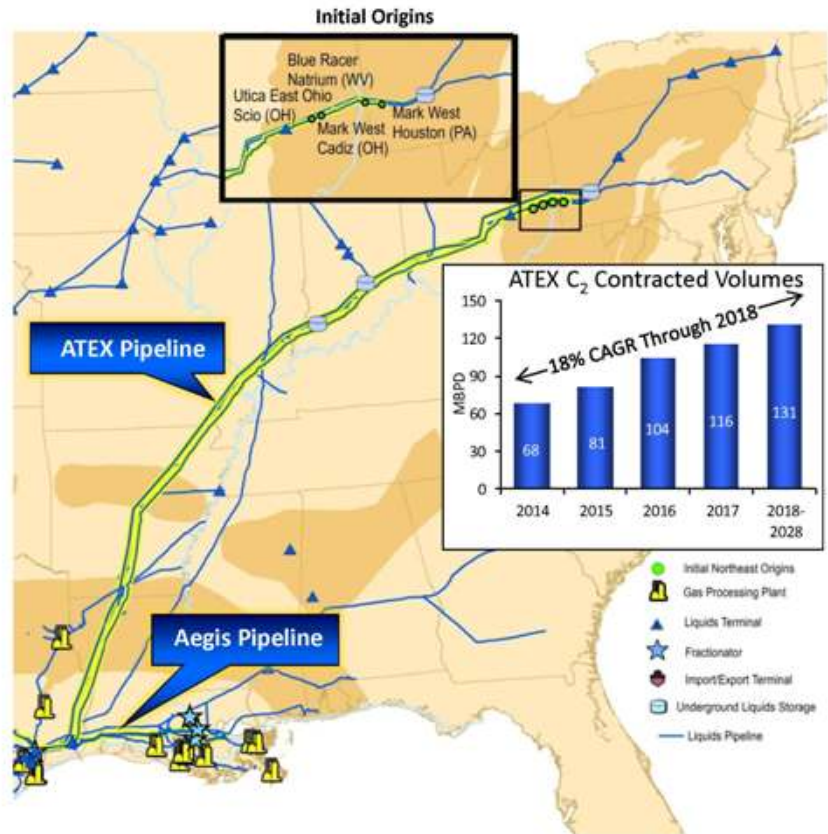 Initial Origins
Blue Racer
Natrium (WV)
Utica East Ohio
Scio (OH)
Mark West
Cadiz (OH)
Mark West
Houston (PA)
ATEX Pipeline
ATEX C₂ Contracted Volumes
150
120
90
60
30
0
MBPD
18% CAGR Through 2018
68
81
104
116
131
2014
2015
2016
2017
2018-
2028
Aegis Pipeline
Initial Northeast Origins
Gas Processing Plant
Liquids Terminal
Fractionator
Import/Export Terminal
Underground Liquids Storage
Liquids Pipeline